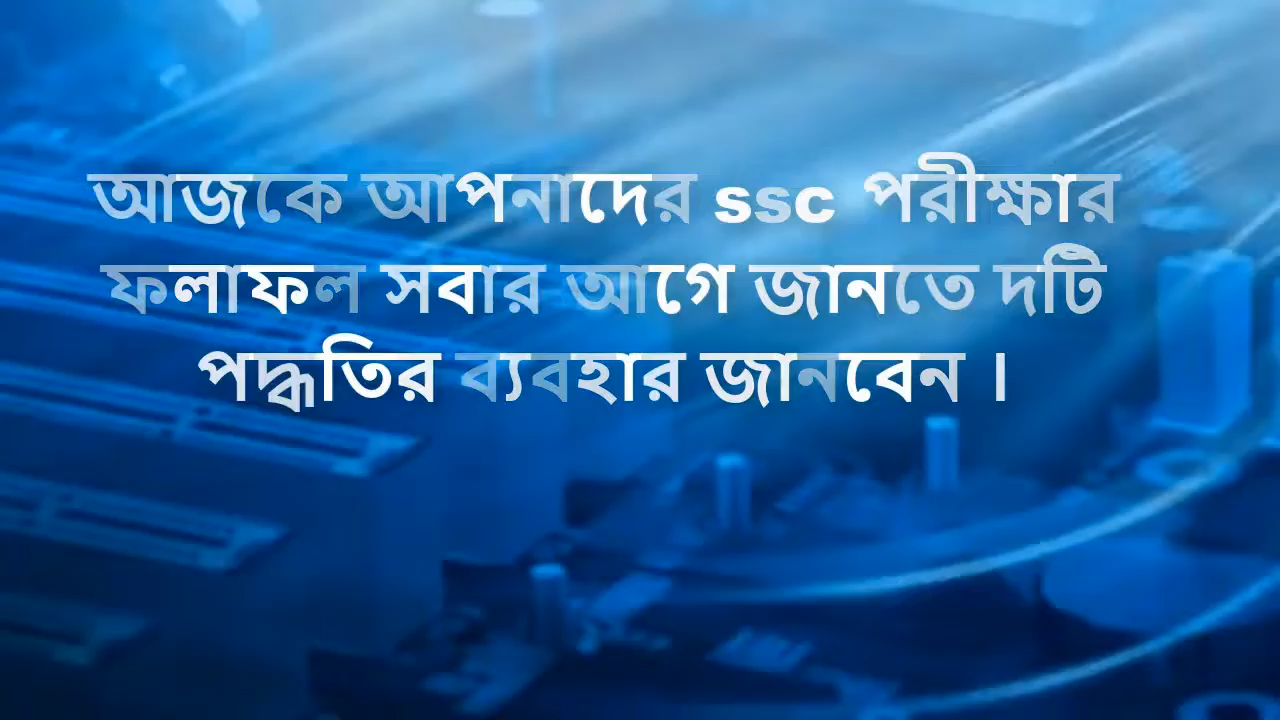 আজকে আপনাদের ssc পরীক্ষার
ফলাফল সবার আগে জানতে দটি
পদ্ধতির ব্যবহার জানবেন ।